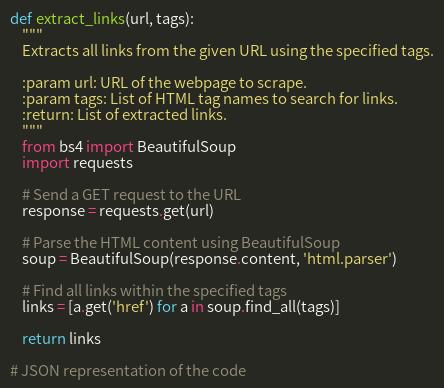 def extract_links(url, tags):
"""
Extracts all links from the given URL using the specified tags.
:param url: URL of the webpage to scrape.
:param tags: List of HTML tag names to search for links.
:return: List of extracted links.
"""
from bs4 import BeautifulSoup
import requests
# Send a GET request to the URL
response = requests.get(url)
# Parse the HTML content using BeautifulSoup
soup = BeautifulSoup(response.content, 'html.parser')
# Find all links within the specified tags
links = [a.get('href') for a in soup.find_all(tags)]
return links
# JSON representation of the code